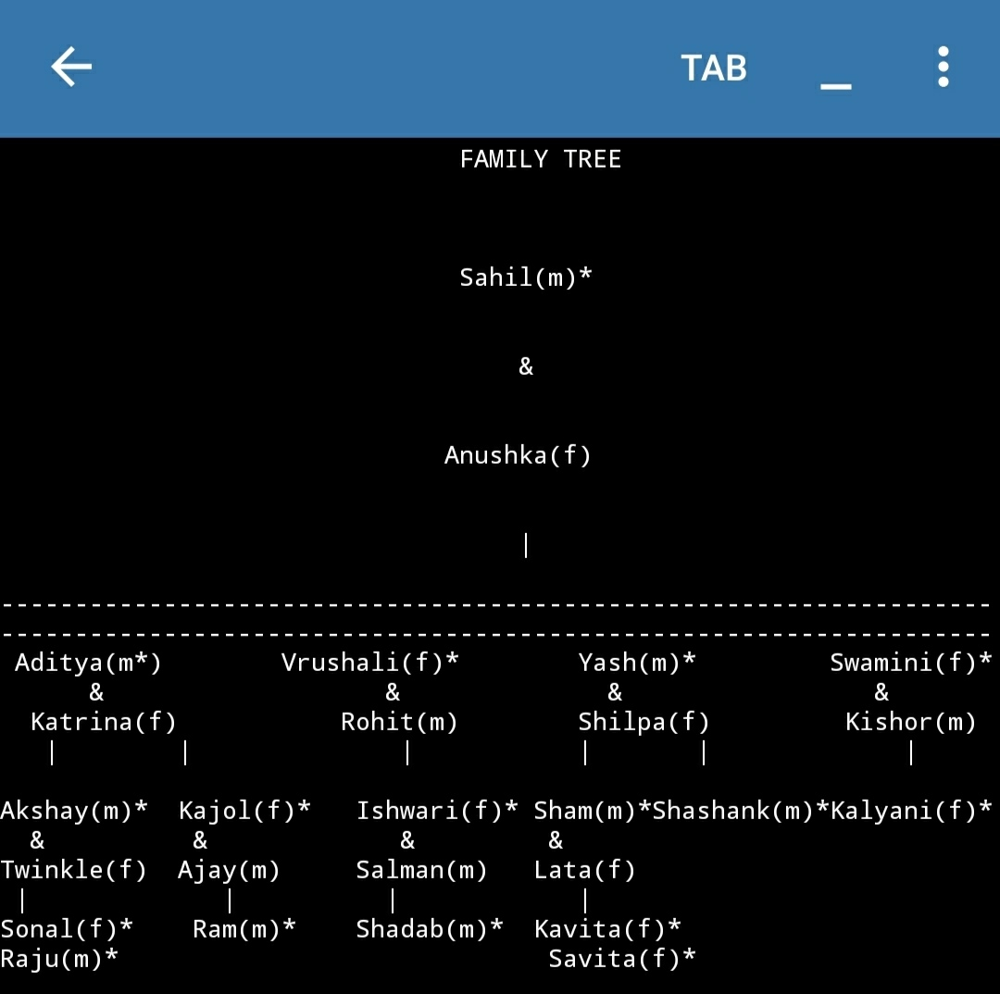 TAB _
FAMILY TREE
Sahil(m)*
&
Anushka(f)
|
-------------------------------------------------------------------
-------------------------------------------------------------------
Aditya(m*) Vrushali(f)* Yash(m)* Swamini(f)*
& & & &
Katrina(f) Rohit(m) Shilpa(f) Kishor(m)
| | | | | |
Akshay(m)* Kajol(f)* Ishwari(f)* Sham(m)*Shashank(m)*Kalyani(f)*
& & & &
Twinkle(f) Ajay(m) Salman(m) Lata(f)
| | | |
Sonal(f)* Ram(m)* Shadab(m)* Kavita(f)*
Raju(m)* Savita(f)*